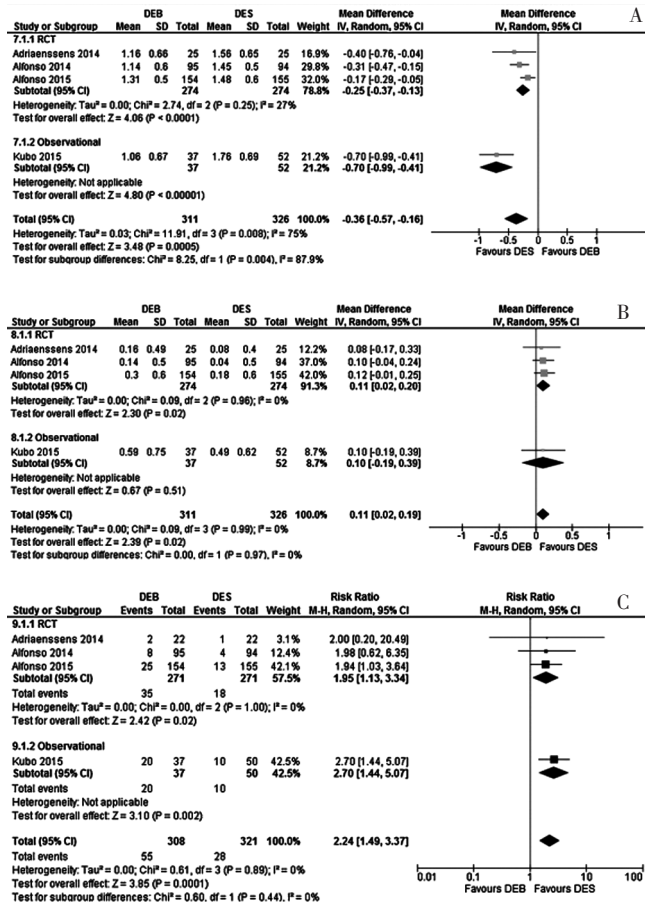 A
DEB DES Mean Difference Mean Difference
Study or Subgroup Mean SD Total Mean SD Total Weight IV, Random, 95% CI IV, Random, 95% CI
7.1.1 RCT
Adriaenssens 2014 1.16 0.66 25 1.56 0.65 25 16.9% -0.40 [-0.76, -0.04]
Alfonso 2014 1.14 0.6 95 1.45 0.5 94 29.8% -0.31 [-0.47, -0.15]
Alfonso 2015 1.31 0.5 154 1.48 0.6 155 32.0% -0.17 [-0.29, -0.05]
Subtotal (95% CI) 274 274 78.8% -0.25 [-0.37, -0.13]
Heterogeneity: Tau² = 0.00; Chi² = 2.74, df = 2 (P = 0.25); I² = 27%
Test for overall effect: Z = 4.06 (P < 0.0001)
7.1.2 Observational
Kubo 2015 1.06 0.67 37 1.76 0.69 52 21.2% -0.70 [-0.99, -0.41]
Subtotal (95% CI) 37 52 21.2% -0.70 [-0.99, -0.41]
Heterogeneity: Not applicable
Test for overall effect: Z = 4.80 (P < 0.00001)
Total (95% CI) 311 326 100.0% -0.36 [-0.57, -0.16]
Heterogeneity: Tau² = 0.03; Chi² = 11.91, df = 3 (P = 0.008); I² = 75%
Test for overall effect: Z = 3.48 (P = 0.0005)
Test for subgroup differences: Chi² = 8.25, df = 1 (P = 0.004), I² = 87.9%
-1 -0.5 0 0.5 1
Favours DES Favours DEB
B
DEB DES Mean Difference Mean Difference
Study or Subgroup Mean SD Total Mean SD Total Weight IV, Random, 95% CI IV, Random, 95% CI
8.1.1 RCT
Adriaenssens 2014 0.16 0.49 25 0.08 0.4 25 12.2% 0.08 [-0.17, 0.33]
Alfonso 2014 0.14 0.5 95 0.04 0.5 94 37.0% 0.10 [-0.04, 0.24]
Alfonso 2015 0.3 0.6 154 0.18 0.6 155 42.0% 0.12 [-0.01, 0.25]
Subtotal (95% CI) 274 274 91.3% 0.11 [0.02, 0.20]
Heterogeneity: Tau² = 0.00; Chi² = 0.09, df = 2 (P = 0.96); I² = 0%
Test for overall effect: Z = 2.30 (P = 0.02)
8.1.2 Observational
Kubo 2015 0.59 0.75 37 0.49 0.62 52 8.7% 0.10 [-0.19, 0.39]
Subtotal (95% CI) 37 52 8.7% 0.10 [-0.19, 0.39]
Heterogeneity: Not applicable
Test for overall effect: Z = 0.67 (P = 0.51)
Total (95% CI) 311 326 100.0% 0.11 [0.02, 0.19]
Heterogeneity: Tau² = 0.00; Chi² = 0.09, df = 3 (P = 0.99); I² = 0%
Test for overall effect: Z = 2.39 (P = 0.02)
Test for subgroup differences: Chi² = 0.00, df = 1 (P = 0.97), I² = 0%
-1 -0.5 0 0.5 1
Favours DEB Favours DES
C
DEB DES Risk Ratio Risk Ratio
Study or Subgroup Events Total Events Total Weight M-H, Random, 95% CI M-H, Random, 95% CI
9.1.1 RCT
Adriaenssens 2014 2 22 1 22 3.1% 2.00 [0.20, 20.49]
Alfonso 2014 8 95 4 94 12.4% 1.98 [0.62, 6.35]
Alfonso 2015 25 154 13 155 42.1% 1.94 [1.03, 3.64]
Subtotal (95% CI) 271 271 57.5% 1.95 [1.13, 3.34]
Total events 35 18
Heterogeneity: Tau² = 0.00; Chi² = 0.00, df = 2 (P = 1.00); I² = 0%
Test for overall effect: Z = 2.42 (P = 0.02)
9.1.2 Observational
Kubo 2015 20 37 10 50 42.5% 2.70 [1.44, 5.07]
Subtotal (95% CI) 37 50 42.5% 2.70 [1.44, 5.07]
Total events 20 10
Heterogeneity: Not applicable
Test for overall effect: Z = 3.10 (P = 0.002)
Total (95% CI) 308 321 100.0% 2.24 [1.49, 3.37]
Total events 55 28
Heterogeneity: Tau² = 0.00; Chi² = 0.61, df = 3 (P = 0.89); I² = 0%
Test for overall effect: Z = 3.85 (P = 0.0001)
Test for subgroup differences: Chi² = 0.60, df = 1 (P = 0.44), I² = 0%
0.01 0.1 1 10 100
Favours DEB Favours DES